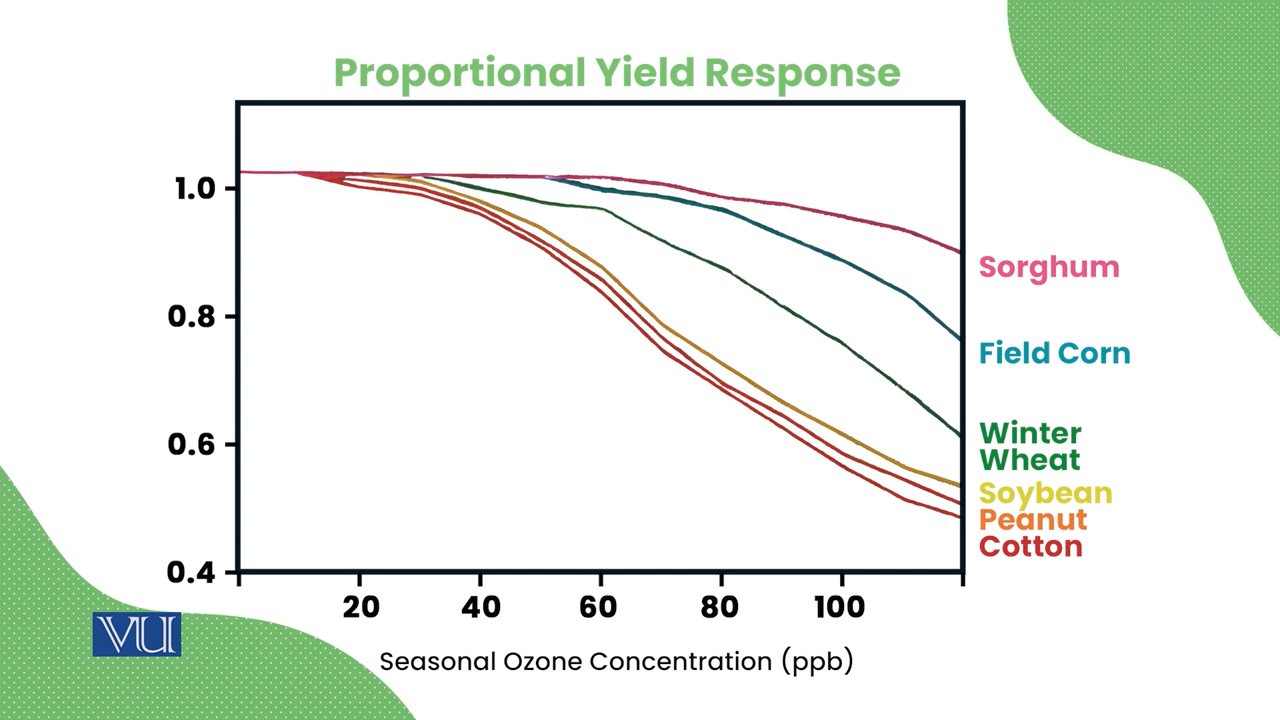 Proportional Yield Response
1.0
0.8
0.6
0.4
20 40 60 80 100
Seasonal Ozone Concentration (ppb)
Sorghum
Field Corn
Winter
Wheat
Soybean
Peanut
Cotton
VU